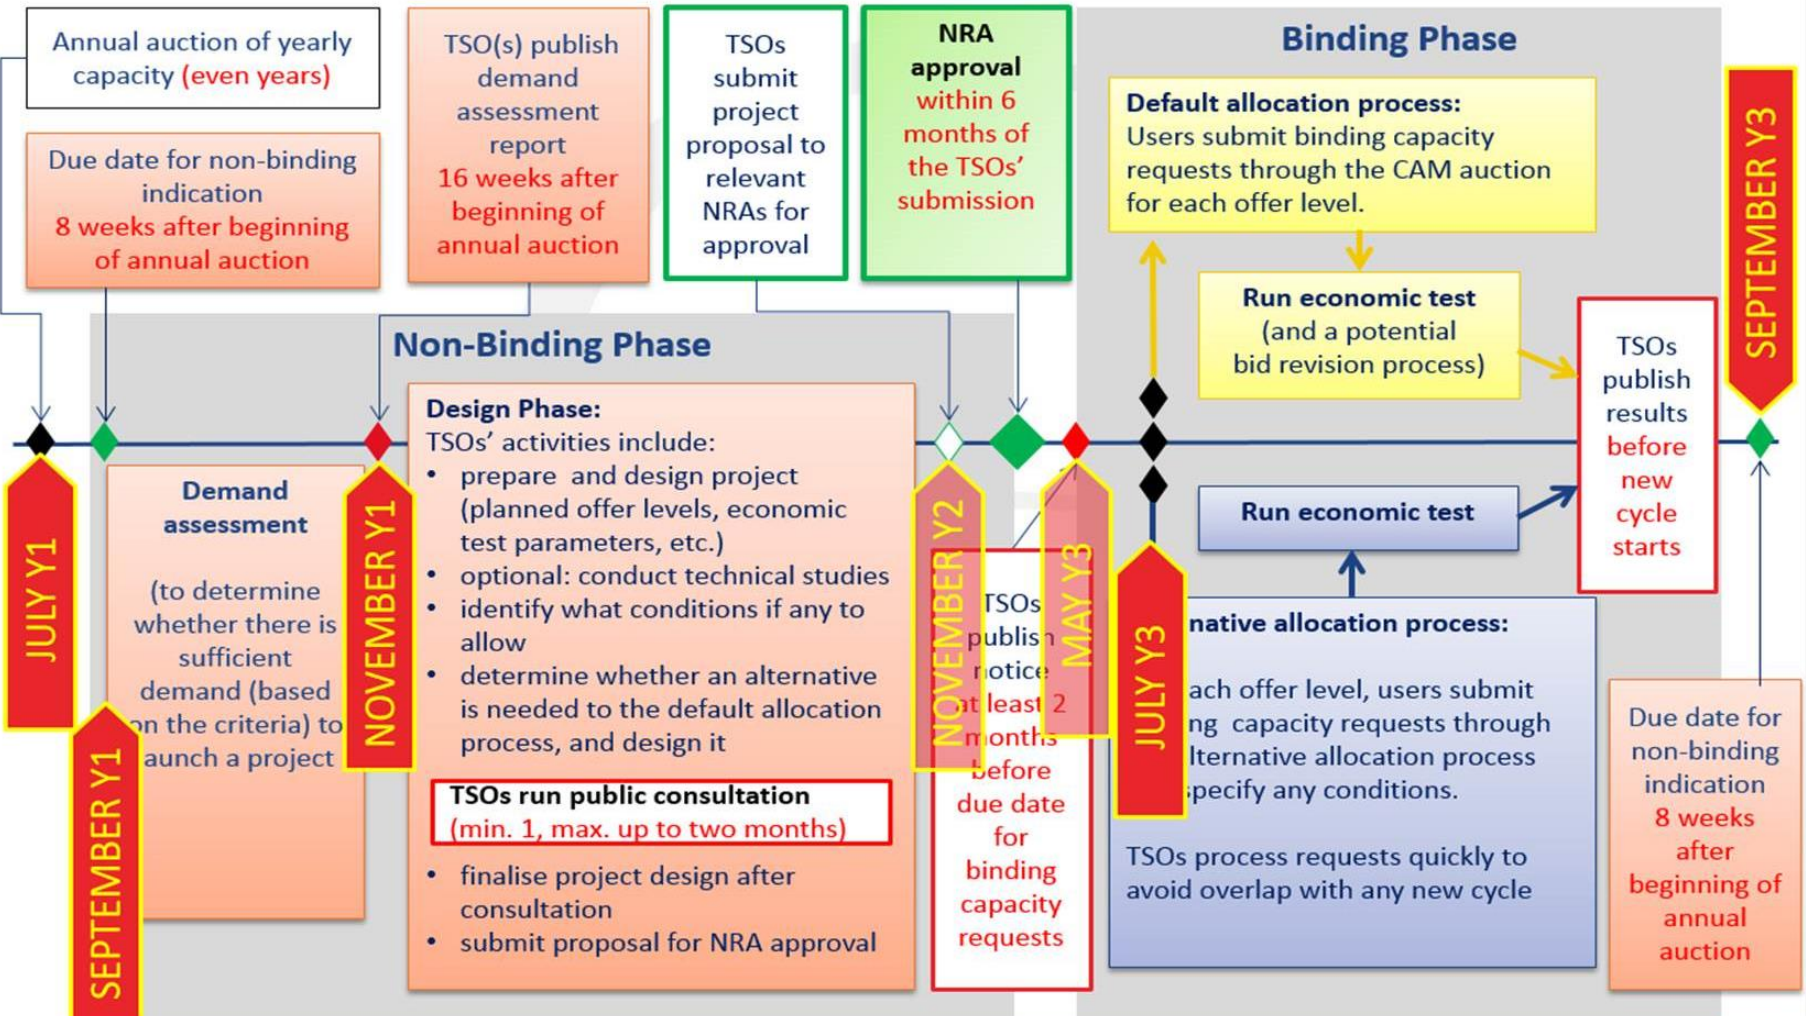 Annual auction of yearly
capacity (even years)
Due date for non-binding
indication
8 weeks after beginning
of annual auction
TSO(s) publish
demand
assessment
report
16 weeks after
beginning of
annual auction
TSOs
submit
project
proposal to
relevant
NRAs for
approval
NRA
approval
within 6
months of
the TSOs'
submission
Binding Phase
Default allocation process:
Users submit binding capacity
requests through the CAM auction
for each offer level.
Run economic test
(and a potential
bid revision process)
TSOs
publish
results
before
new
cycle
starts
SEPTEMBER Y3
Non-Binding Phase
Design Phase:
TSOs' activities include:
• prepare and design project
(planned offer levels, economic
test parameters, etc.)
• optional: conduct technical studies
• identify what conditions if any to
allow
• determine whether an alternative
is needed to the default allocation
process, and design it
TSOs run public consultation
(min. 1, max. up to two months)
• finalise project design after
consultation
• submit proposal for NRA approval
Demand
assessment
(to determine
whether there is
sufficient
demand (based
on the criteria) to
aunch a project
JULY Y1
SEPTEMBER Y1
NOVEMBER Y1
NOVEMBER Y2
MAY Y3
JULY Y3
TSOs
publish
notice
at least 2
months
before
due date
for
binding
capacity
requests
Run economic test
native allocation process:
ach offer level, users submit
ng capacity requests through
lternative allocation process
specify any conditions.
TSOs process requests quickly to
avoid overlap with any new cycle
Due date for
non-binding
indication
8 weeks
after
beginning of
annual
auction